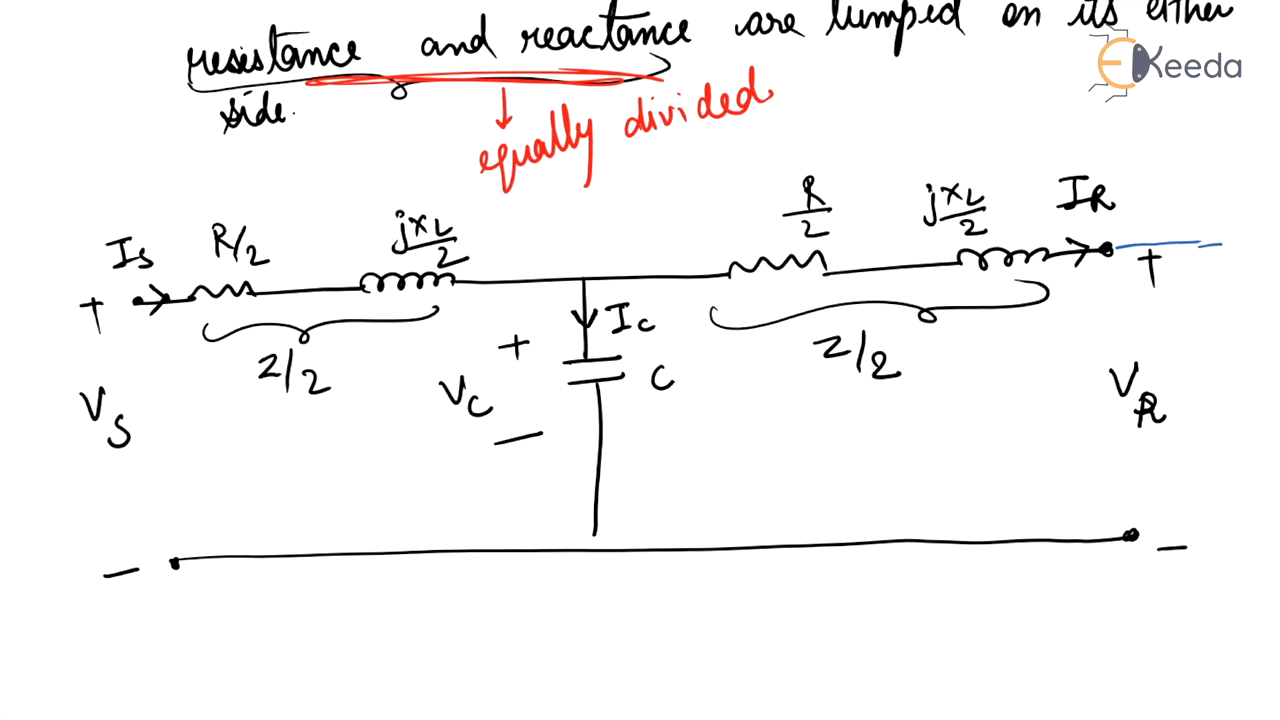 resistance and reactance are lumped on its either
side.
equally divided
EKeeda
Is R/2 jXL/2 R/2 jXL/2 IR
+ +
Z/2 + Ic Z/2
Vs Vc C VR
-
- -